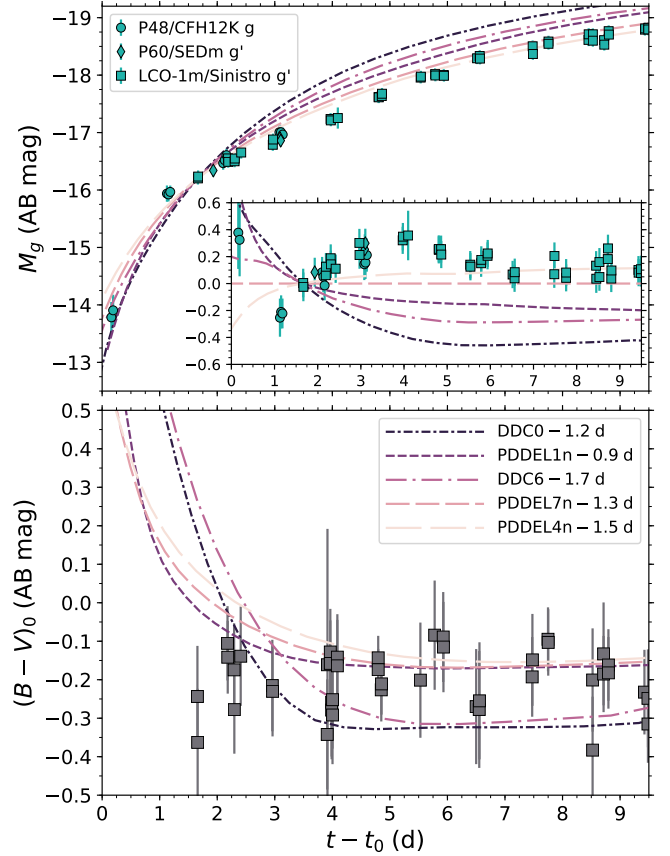 P48/CFH12K g
P60/SEDm g'
LCO-1m/Sinistro g'
−19
−18
−17
−16
−15
−14
−13
M_g (AB mag)
0.6
0.4
0.2
0.0
−0.2
−0.4
−0.6
0 1 2 3 4 5 6 7 8 9
0.5
0.4
0.3
0.2
0.1
0.0
−0.1
−0.2
−0.3
−0.4
−0.5
(B − V)_0 (AB mag)
DDC0 − 1.2 d
PDDEL1n − 0.9 d
DDC6 − 1.7 d
PDDEL7n − 1.3 d
PDDEL4n − 1.5 d
0 1 2 3 4 5 6 7 8 9
t − t_0 (d)